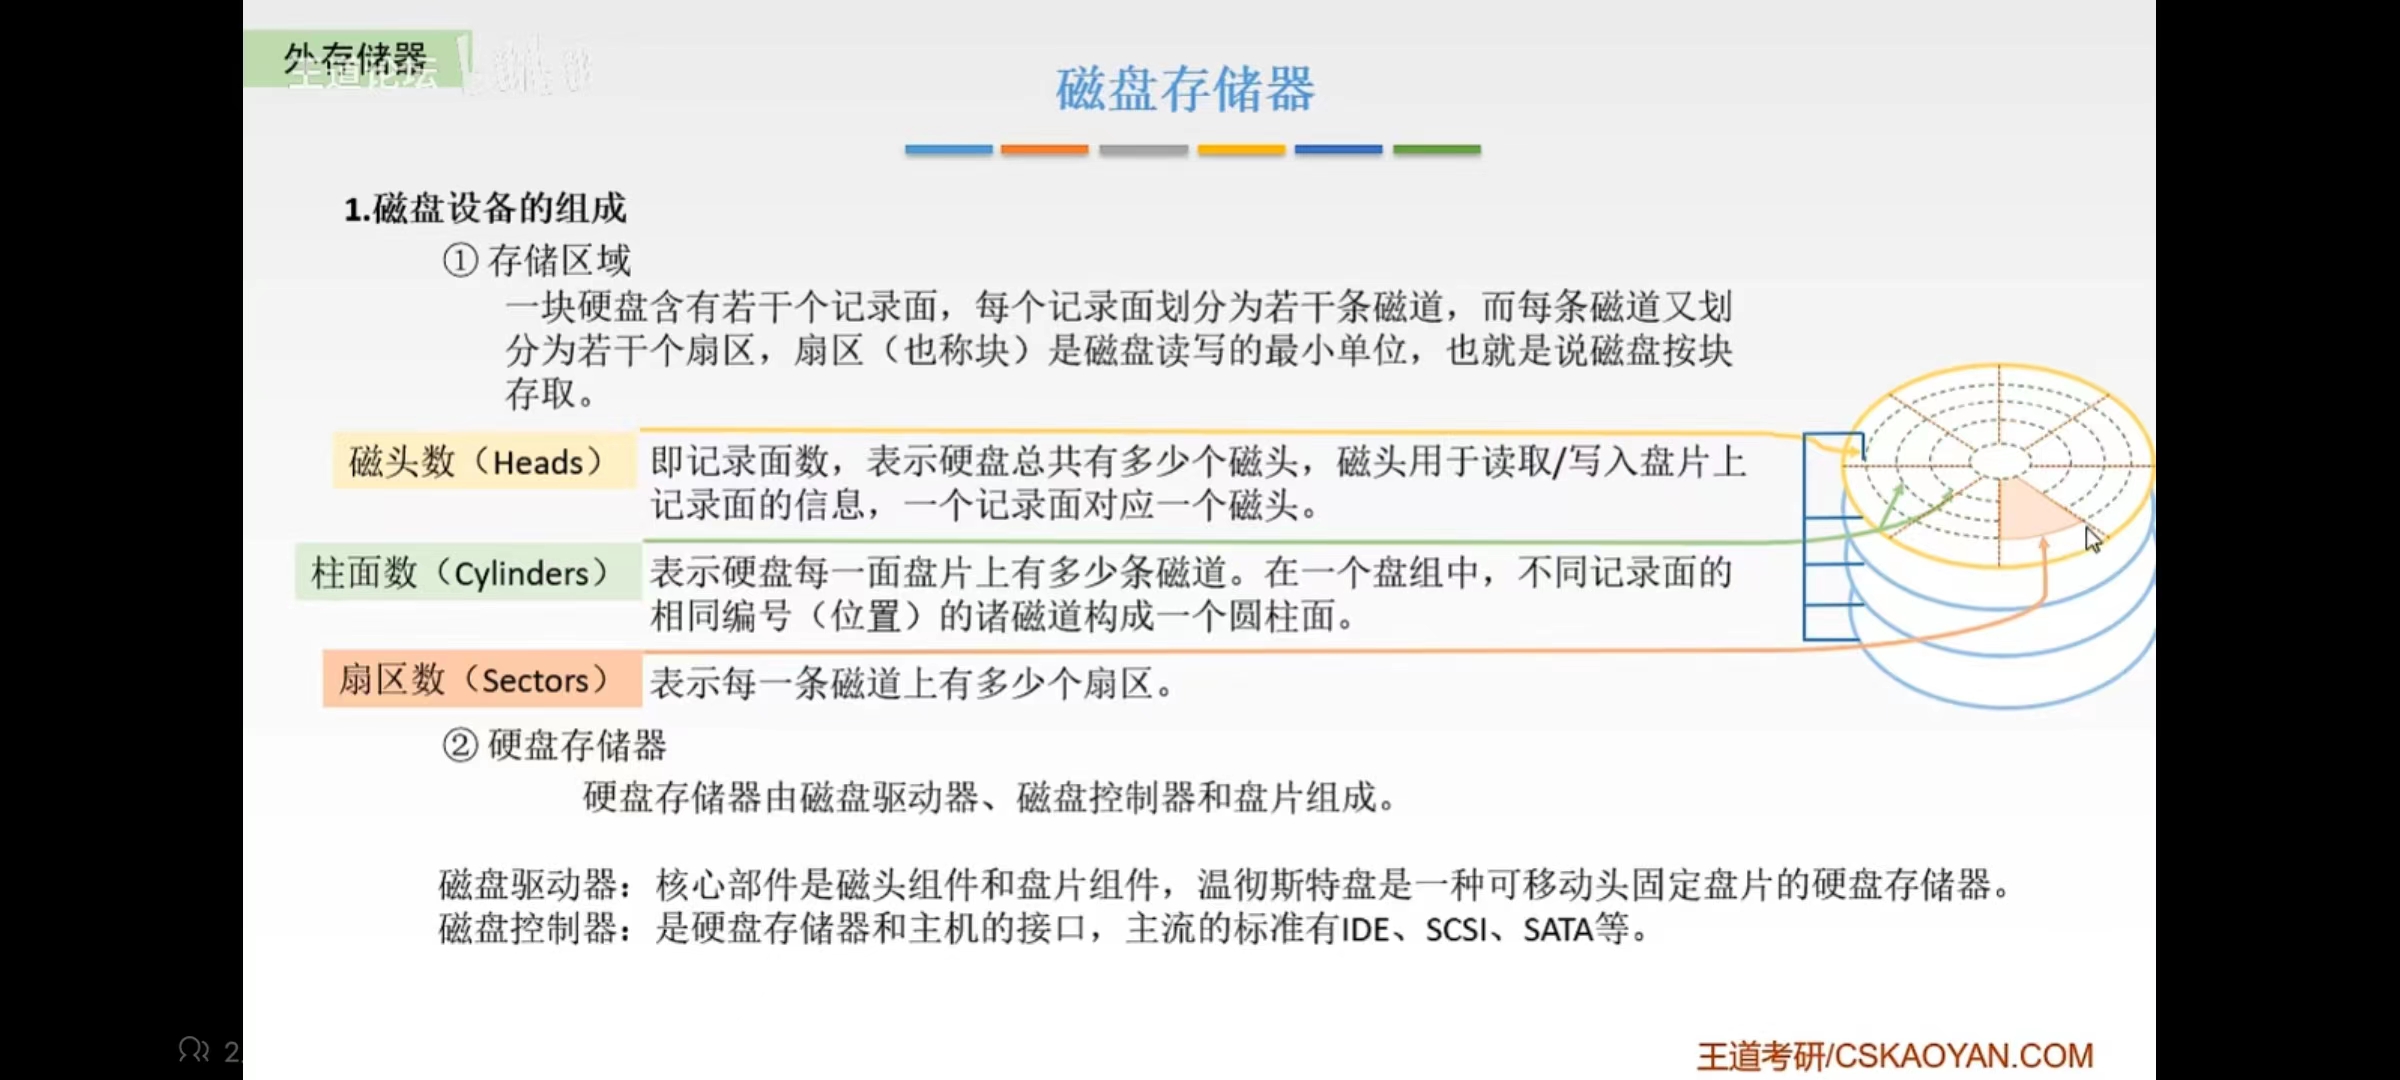 外存储器
王道论坛
磁盘存储器
1.磁盘设备的组成
① 存储区域
一块硬盘含有若干个记录面，每个记录面划分为若干条磁道，而每条磁道又划
分为若干个扇区，扇区（也称块）是磁盘读写的最小单位，也就是说磁盘按块
存取。
磁头数（Heads）
即记录面数，表示硬盘总共有多少个磁头，磁头用于读取/写入盘片上
记录面的信息，一个记录面对应一个磁头。
柱面数（Cylinders）
表示硬盘每一面盘片上有多少条磁道。在一个盘组中，不同记录面的
相同编号（位置）的诸磁道构成一个圆柱面。
扇区数（Sectors）
表示每一条磁道上有多少个扇区。
② 硬盘存储器
硬盘存储器由磁盘驱动器、磁盘控制器和盘片组成。
磁盘驱动器：核心部件是磁头组件和盘片组件，温彻斯特盘是一种可移动头固定盘片的硬盘存储器。
磁盘控制器：是硬盘存储器和主机的接口，主流的标准有IDE、SCSI、SATA等。
王道考研/CSKAOYAN.COM